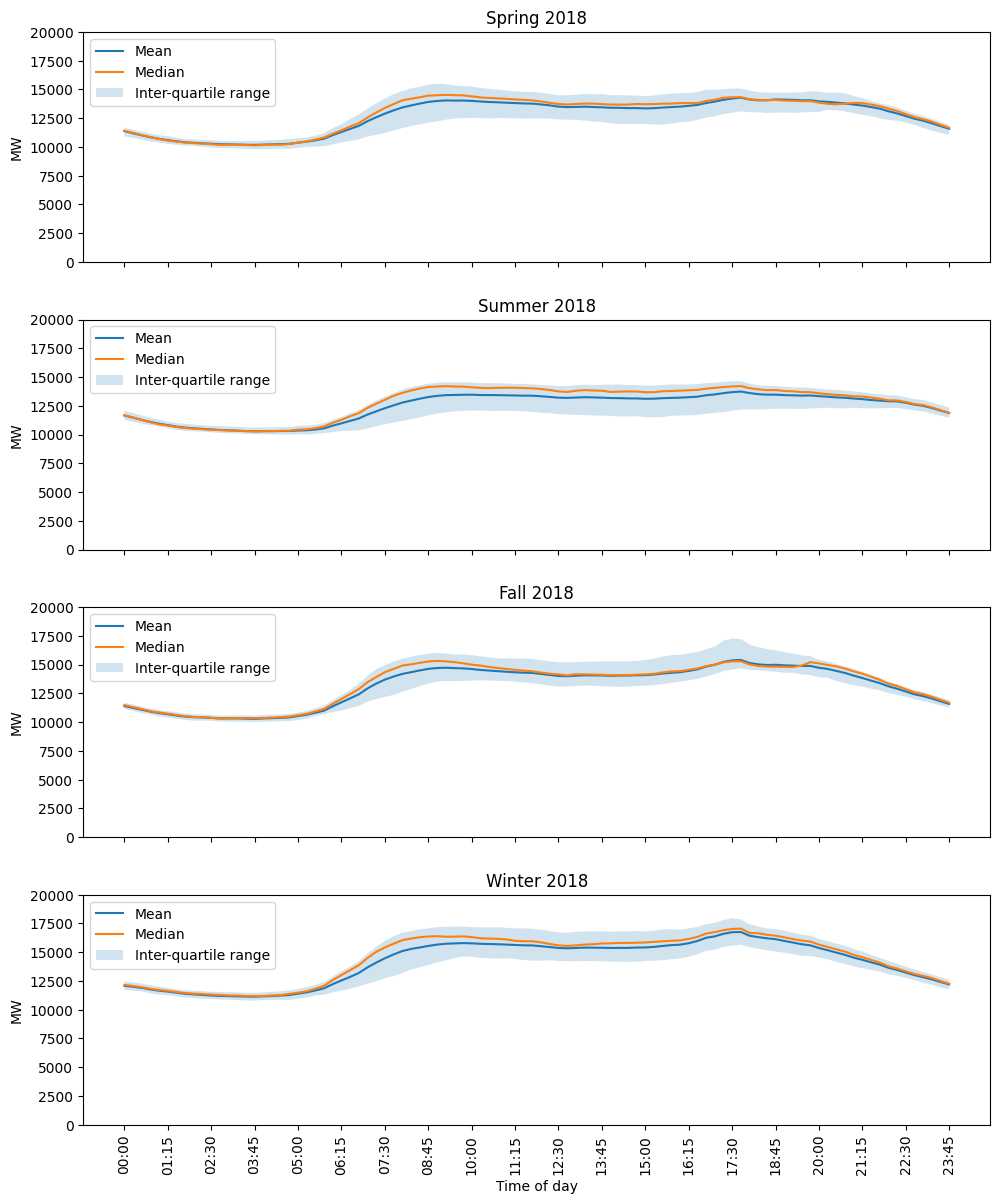 Spring 2018
20000
17500
15000
12500
10000
7500
5000
2500
0
MW
Mean
Median
Inter-quartile range
Summer 2018
20000
17500
15000
12500
10000
7500
5000
2500
0
MW
Mean
Median
Inter-quartile range
Fall 2018
20000
17500
15000
12500
10000
7500
5000
2500
0
MW
Mean
Median
Inter-quartile range
Winter 2018
20000
17500
15000
12500
10000
7500
5000
2500
0
MW
Mean
Median
Inter-quartile range
00:00
01:15
02:30
03:45
05:00
06:15
07:30
08:45
10:00
11:15
12:30
13:45
15:00
16:15
17:30
18:45
20:00
21:15
22:30
23:45
Time of day